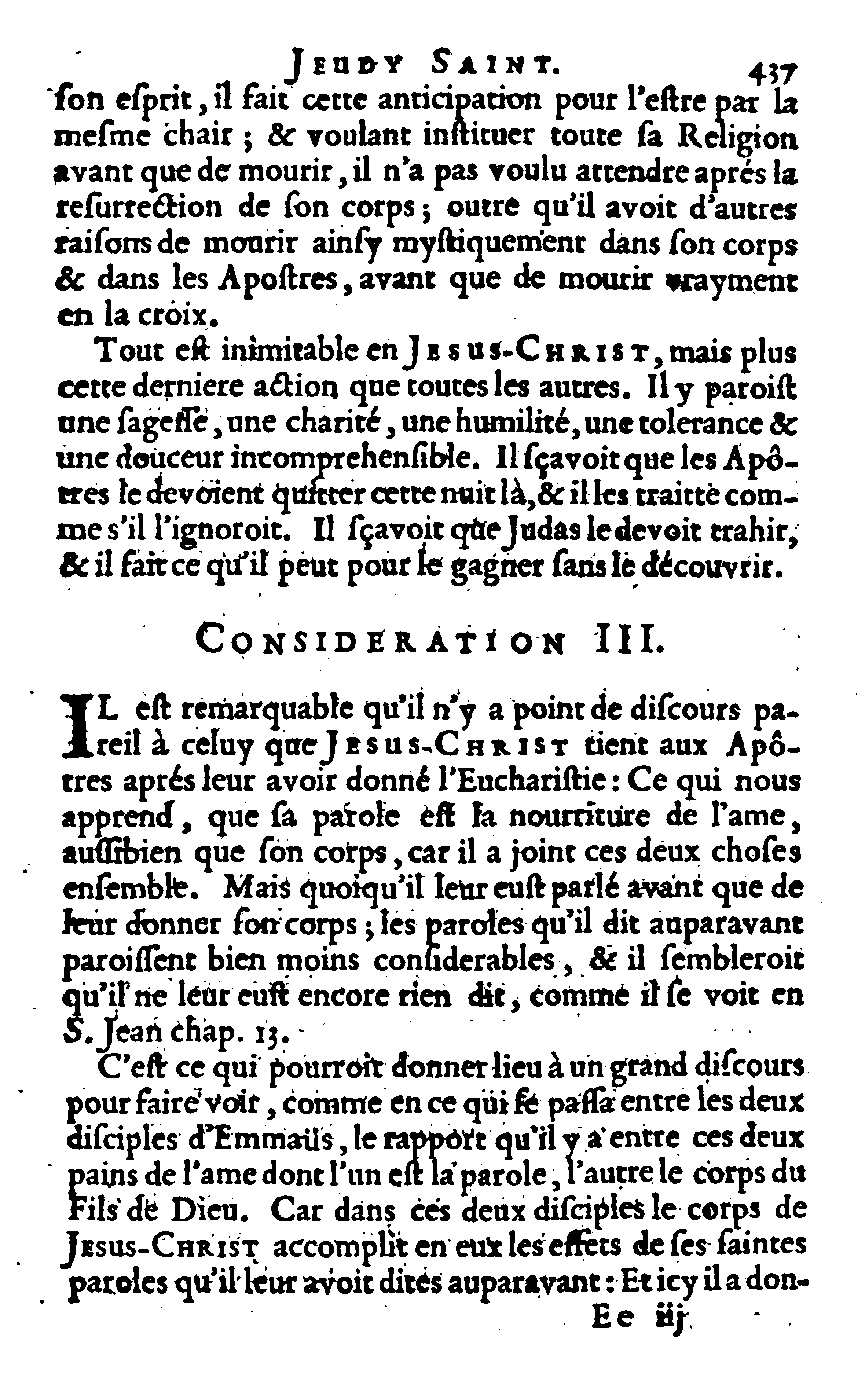 JEUDY SAINT. 437
ſon eſprit, il fait cette anticipation pour l'eſtre par la
meſme chair ; & voulant inſtituer toute ſa Religion
avant que de mourir, il n'a pas voulu attendre aprés la
reſurrection de ſon corps ; outre qu'il avoit d'autres
raiſons de mourir ainſy myſtiquement dans ſon corps
& dans les Apoſtres, avant que de mourir vrayment
en la croix.
Tout eſt inimitable en JESUS-CHRIST, mais plus
cette derniere action que toutes les autres. Il y paroiſt
une ſageſſe, une charité, une humilité, une tolerance &
une douceur incomprehenſible. Il ſçavoit que les Apô-
tres le devoient quitter cette nuit là, & il les traitte com-
me s'il l'ignoroit. Il ſçavoit que Judas le devoit trahir,
& il fait ce qu'il peut pour le gagner ſans le découvrir.
CONSIDERATION III.
IL eſt remarquable qu'il n'y a point de diſcours pa-
reil à celuy que JESUS-CHRIST tient aux Apô-
tres aprés leur avoir donné l'Euchariſtie : Ce qui nous
apprend, que ſa parole eſt la nourriture de l'ame,
auſſibien que ſon corps, car il a joint ces deux choſes
enſemble. Mais quoiqu'il leur euſt parlé avant que de
leur donner ſon corps ; les paroles qu'il dit auparavant
paroiſſent bien moins conſiderables, & il ſembleroit
qu'il ne leur euſt encore rien dit, comme il ſe voit en
S. Jean chap. 13.
C'eſt ce qui pourroit donner lieu à un grand diſcours
pour faire voir, comme en ce qui ſe paſſa entre les deux
diſciples d'Emmaüs, le rapport qu'il y a entre ces deux
pains de l'ame dont l'un eſt la parole, l'autre le corps du
Fils de Dieu. Car dans ces deux diſciples le corps de
JESUS-CHRIST accomplit en eux les effets de ſes ſaintes
paroles qu'il leur avoit dites auparavant : Et icy il a don-
Ee iij